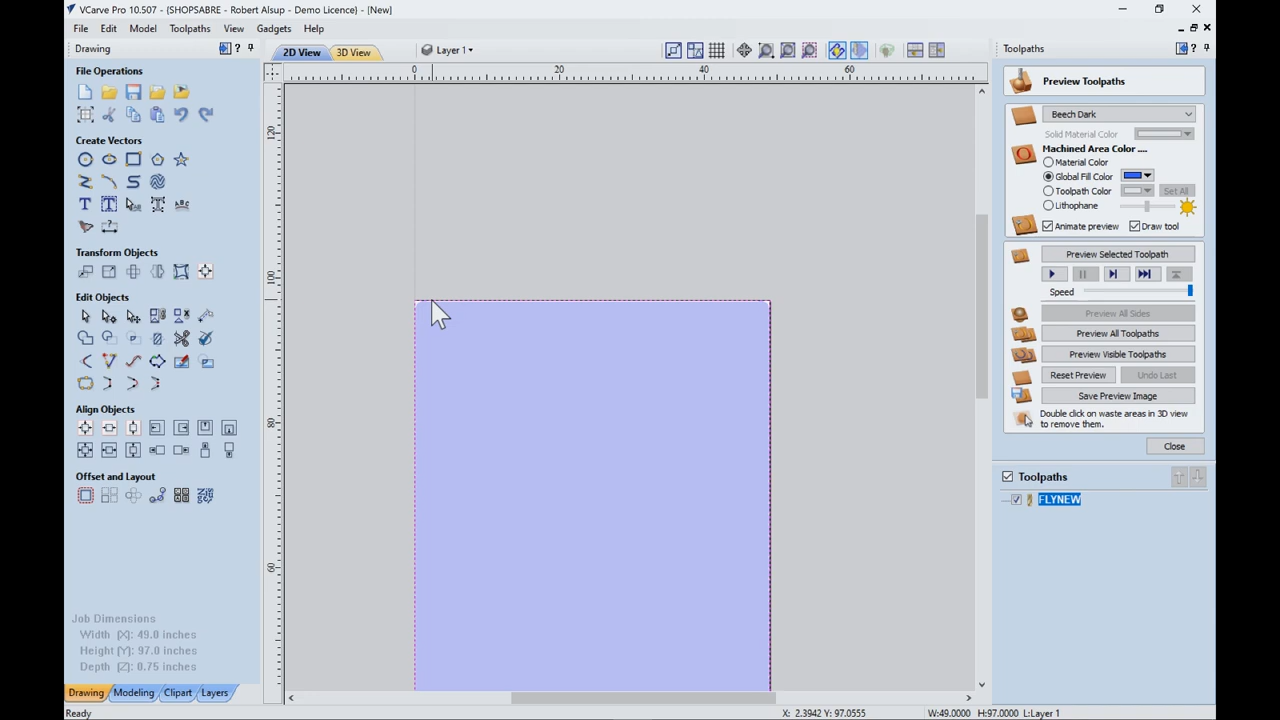 VCarve Pro 10.507 - {SHOPSABRE - Robert Alsup - Demo Licence} - [New]
File Edit Model Toolpaths View Gadgets Help
Drawing
File Operations
Create Vectors
Transform Objects
Edit Objects
Align Objects
Offset and Layout
Job Dimensions
Width (X): 49.0 inches
Height (Y): 97.0 inches
Depth (Z): 0.75 inches
Drawing Modeling Clipart Layers
Ready
2D View 3D View Layer 1
0 20 40 60
120
100
80
60
Toolpaths
Preview Toolpaths
Beech Dark
Solid Material Color
Machined Area Color ....
Material Color
Global Fill Color
Toolpath Color Set All
Lithophane
Animate preview Draw tool
Preview Selected Toolpath
Speed
Preview All Sides
Preview All Toolpaths
Preview Visible Toolpaths
Reset Preview Undo Last
Save Preview Image
Double click on waste areas in 3D view
to remove them.
Close
Toolpaths
FLYNEW
X: 2.3942 Y: 97.0555 W:49.0000 H:97.0000 L:Layer 1